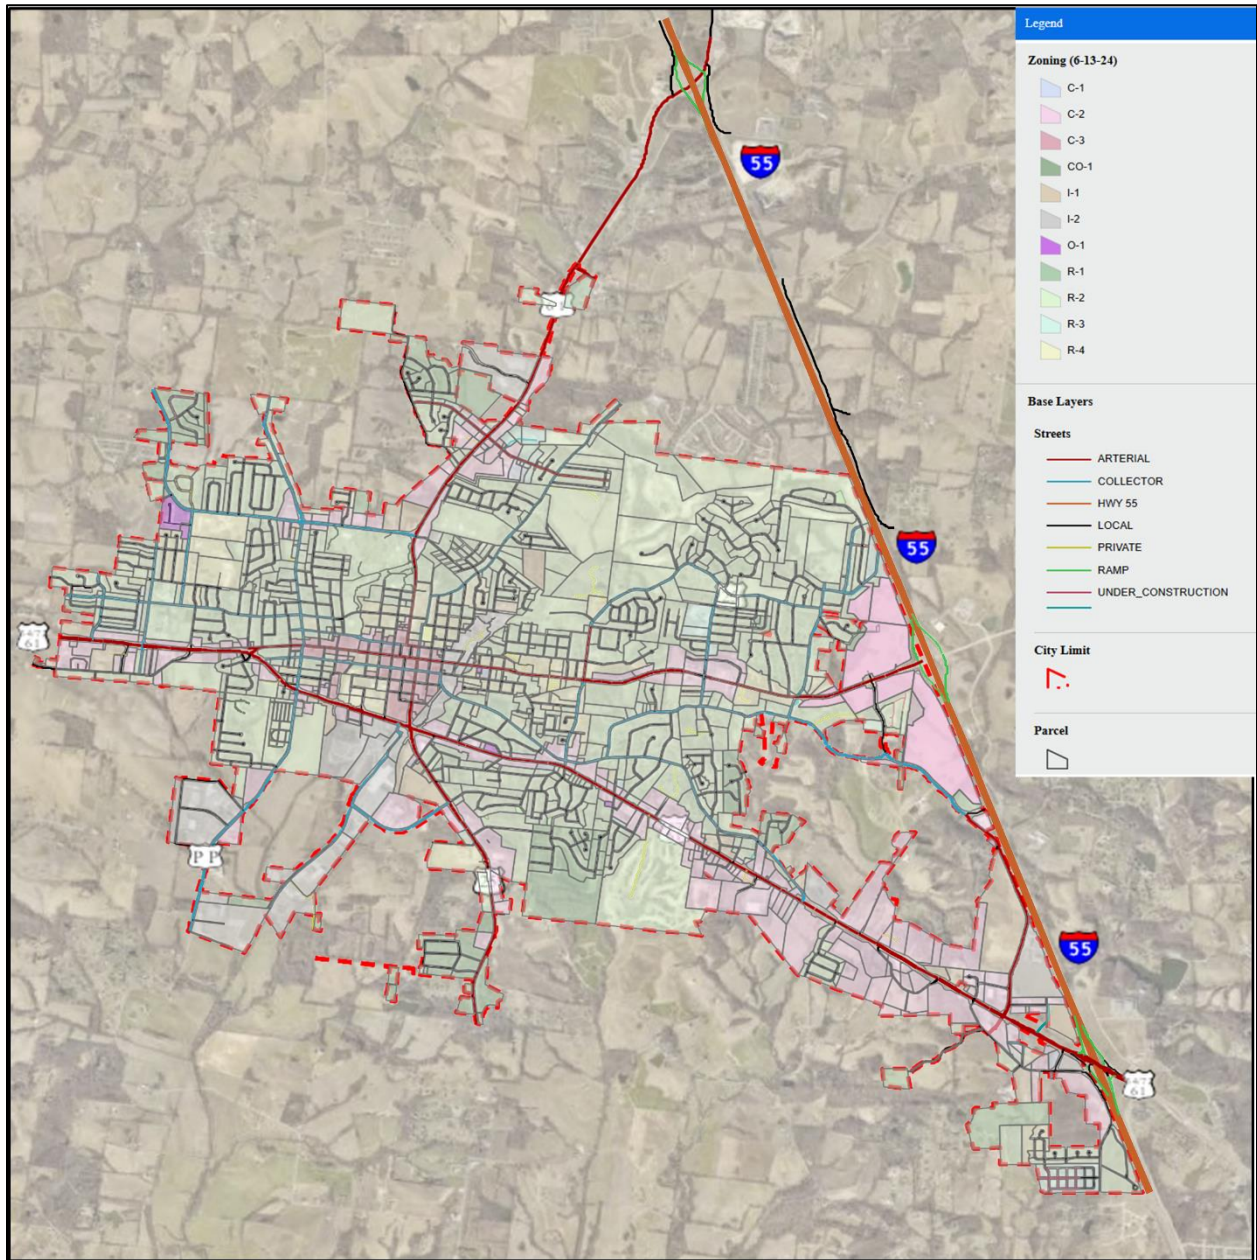 Legend
Zoning (6-13-24)
C-1
C-2
C-3
CO-1
I-1
I-2
O-1
R-1
R-2
R-3
R-4
Base Layers
Streets
ARTERIAL
COLLECTOR
HWY 55
LOCAL
PRIVATE
RAMP
UNDER_CONSTRUCTION
City Limit
Parcel
55
55
61
P P
55
61